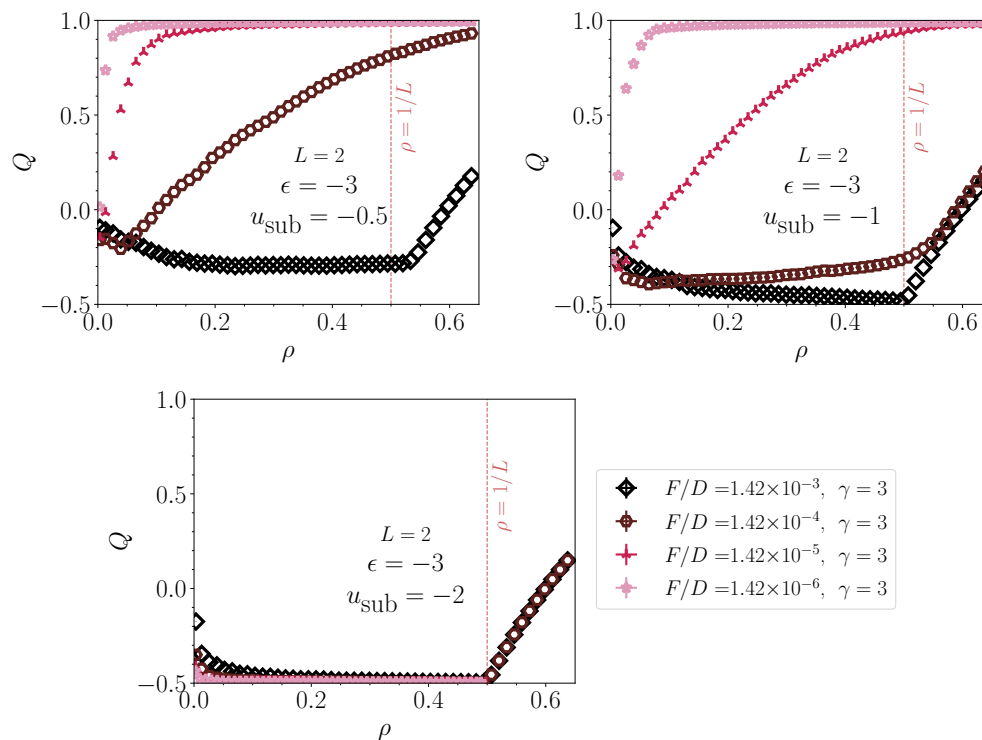 1.0
0.5
0.0
−0.5
Q
0.0
0.2
0.4
0.6
ρ
L = 2
ϵ = −3
u_sub = −0.5
ρ = 1/L
1.0
0.5
0.0
−0.5
Q
0.0
0.2
0.4
0.6
ρ
L = 2
ϵ = −3
u_sub = −1
ρ = 1/L
1.0
0.5
0.0
−0.5
Q
0.0
0.2
0.4
0.6
ρ
L = 2
ϵ = −3
u_sub = −2
ρ = 1/L
F/D =1.42×10⁻³, γ = 3
F/D =1.42×10⁻⁴, γ = 3
F/D =1.42×10⁻⁵, γ = 3
F/D =1.42×10⁻⁶, γ = 3